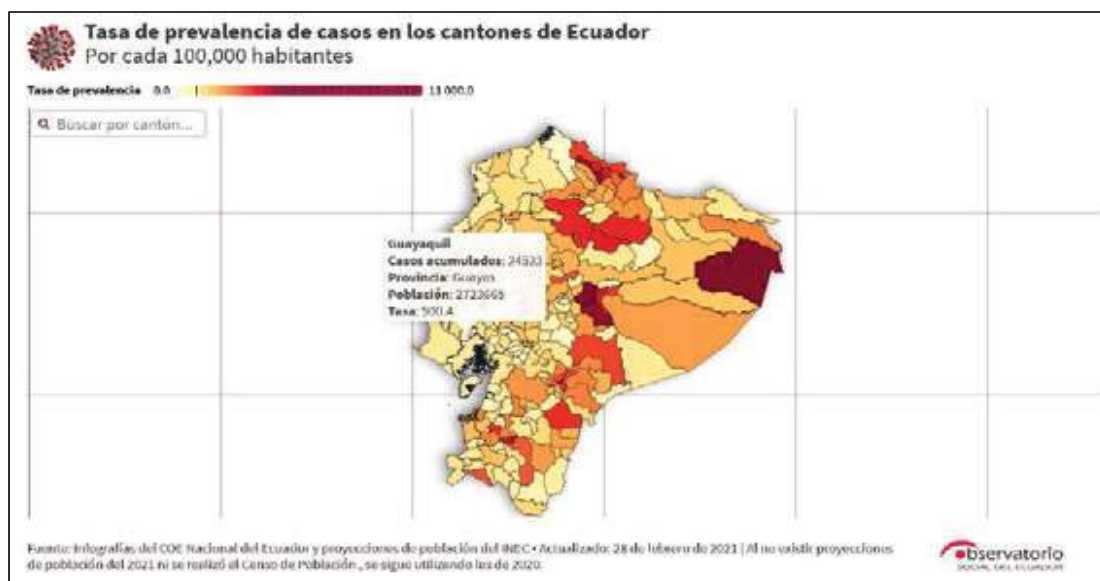 Tasa de prevalencia de casos en los cantones de Ecuador
Por cada 100,000 habitantes
Tasa de prevalencia 0.0 11 000.0
Buscar por cantón...
Guayaquil
Casos acumulados: 24523
Provincia: Guayas
Población: 2723665
Tasa: 900.4
Fuente: Infografías del COE Nacional del Ecuador y proyecciones de población del INEC • Actualizado: 28 de febrero de 2021 | Al no existir proyecciones
de población del 2021 ni se realizó el Censo de Población , se sigue utilizando las de 2020.
observatorio
SOCIAL DEL ECUADOR